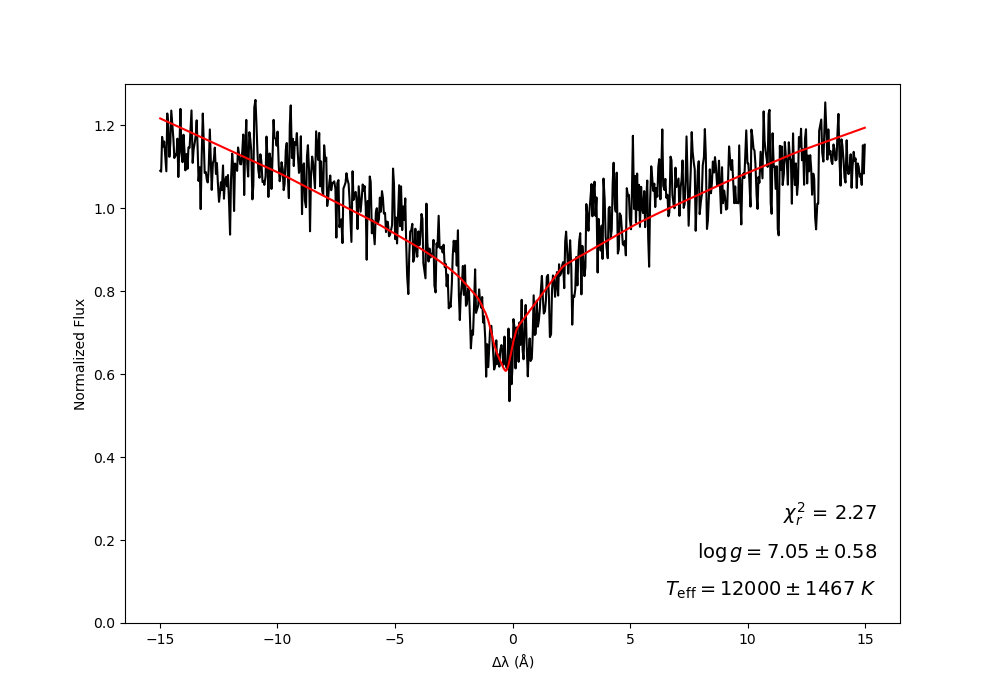 1.2
1.0
0.8
0.6
0.4
0.2
0.0
Normalized Flux
χ²ᵣ = 2.27
log g = 7.05 ± 0.58
T_eff = 12000 ± 1467 K
−15 −10 −5 0 5 10 15
Δλ (Å)